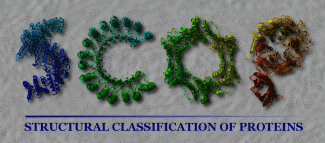 SCOP
STRUCTURAL CLASSIFICATION OF PROTEINS